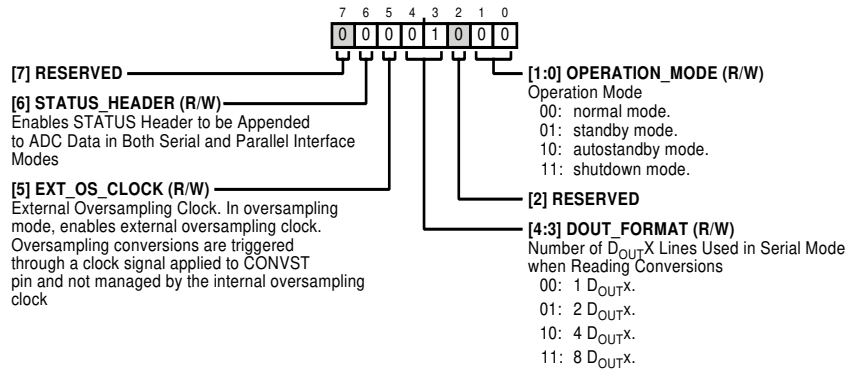 7 6 5 4 3 2 1 0
0 0 0 0 1 0 0 0
[7] RESERVED
[6] STATUS_HEADER (R/W)
Enables STATUS Header to be Appended
to ADC Data in Both Serial and Parallel Interface
Modes
[5] EXT_OS_CLOCK (R/W)
External Oversampling Clock. In oversampling
mode, enables external oversampling clock.
Oversampling conversions are triggered
through a clock signal applied to CONVST
pin and not managed by the internal oversampling
clock
[1:0] OPERATION_MODE (R/W)
Operation Mode
00: normal mode.
01: standby mode.
10: autostandby mode.
11: shutdown mode.
[2] RESERVED
[4:3] DOUT_FORMAT (R/W)
Number of DOUTX Lines Used in Serial Mode
when Reading Conversions
00: 1 DOUTx.
01: 2 DOUTx.
10: 4 DOUTx.
11: 8 DOUTx.